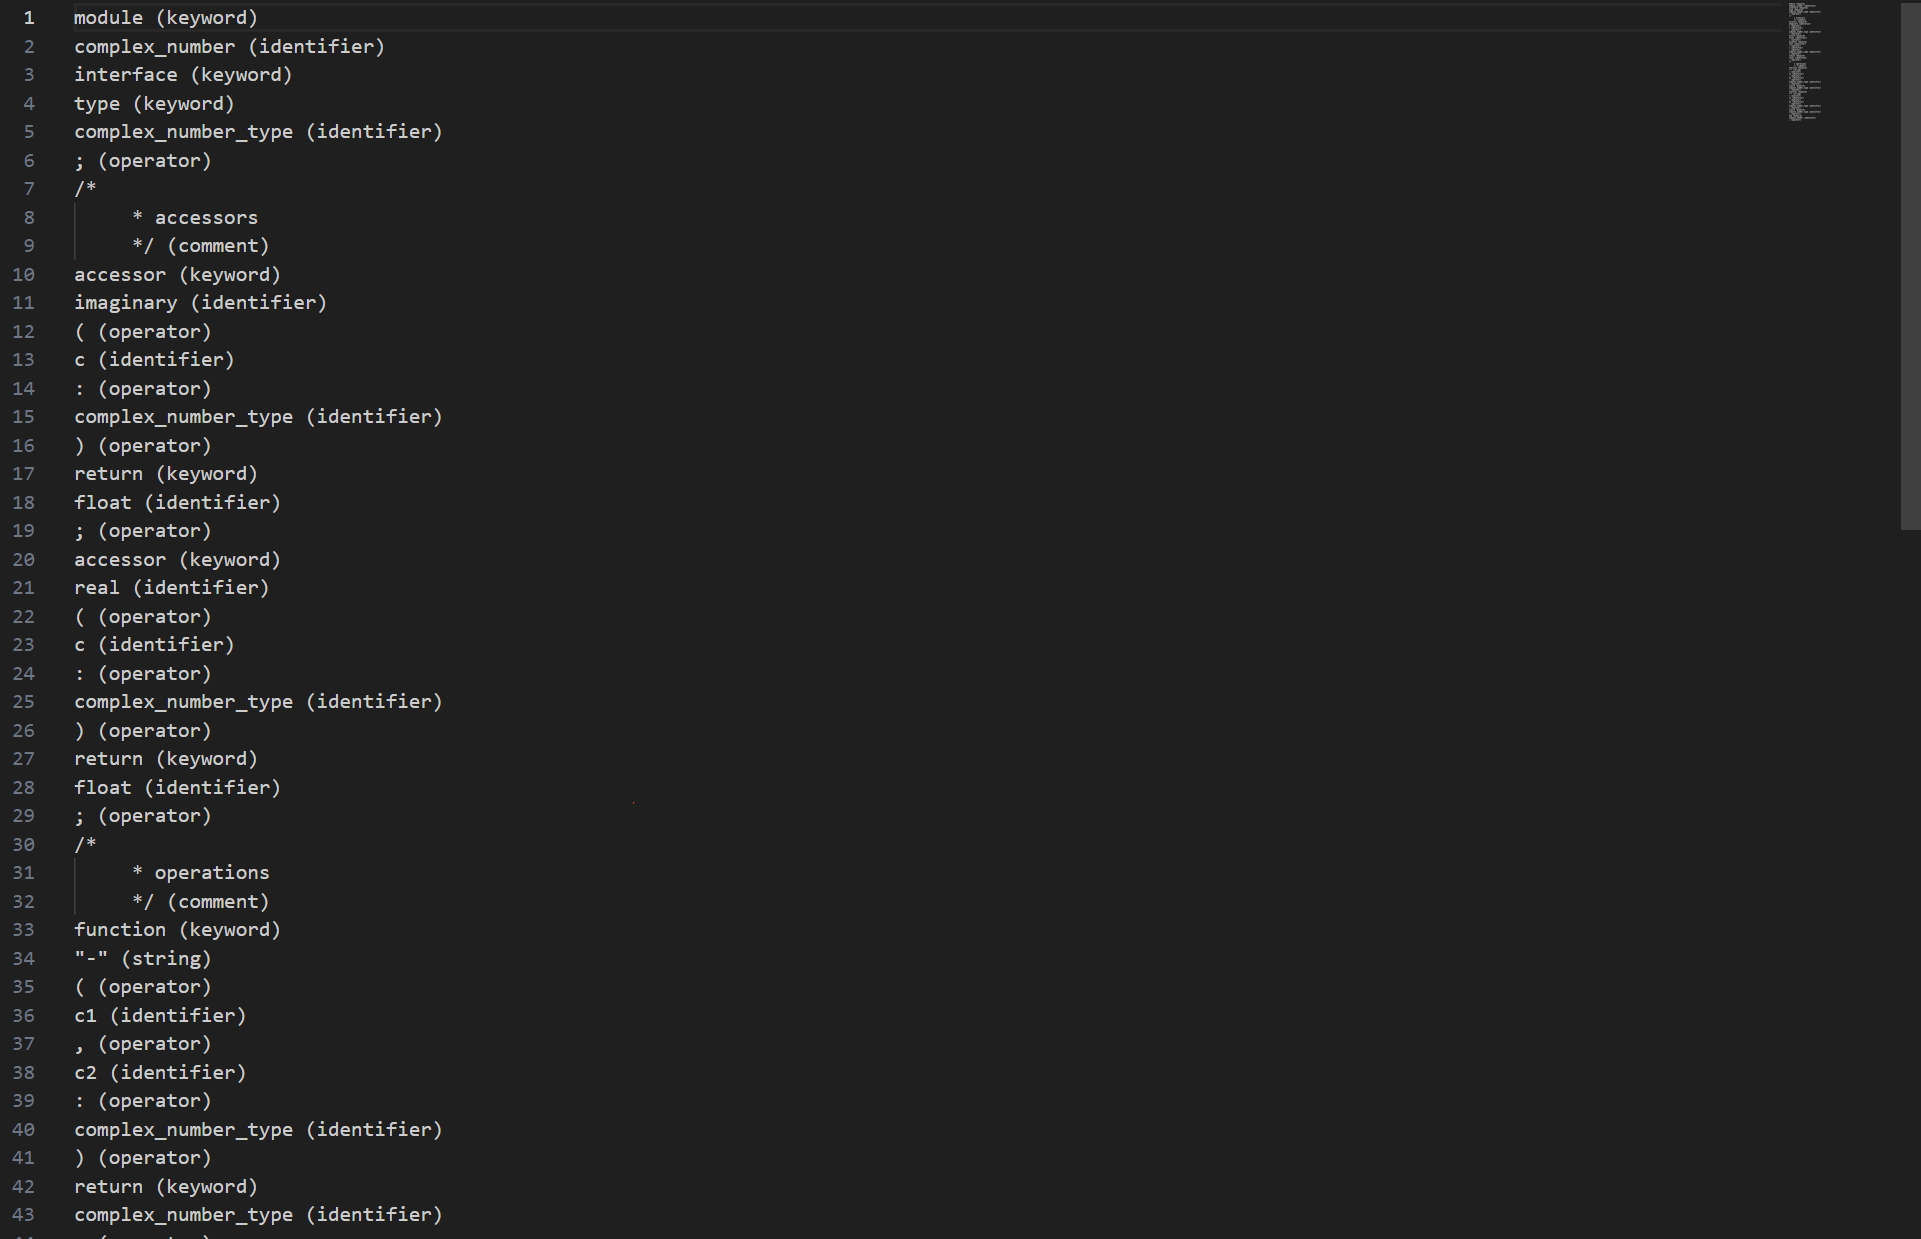 1 module (keyword)
2 complex_number (identifier)
3 interface (keyword)
4 type (keyword)
5 complex_number_type (identifier)
6 ; (operator)
7 /*
8 * accessors
9 */ (comment)
10 accessor (keyword)
11 imaginary (identifier)
12 ( (operator)
13 c (identifier)
14 : (operator)
15 complex_number_type (identifier)
16 ) (operator)
17 return (keyword)
18 float (identifier)
19 ; (operator)
20 accessor (keyword)
21 real (identifier)
22 ( (operator)
23 c (identifier)
24 : (operator)
25 complex_number_type (identifier)
26 ) (operator)
27 return (keyword)
28 float (identifier)
29 ; (operator)
30 /*
31 * operations
32 */ (comment)
33 function (keyword)
34 "-" (string)
35 ( (operator)
36 c1 (identifier)
37 , (operator)
38 c2 (identifier)
39 : (operator)
40 complex_number_type (identifier)
41 ) (operator)
42 return (keyword)
43 complex_number_type (identifier)